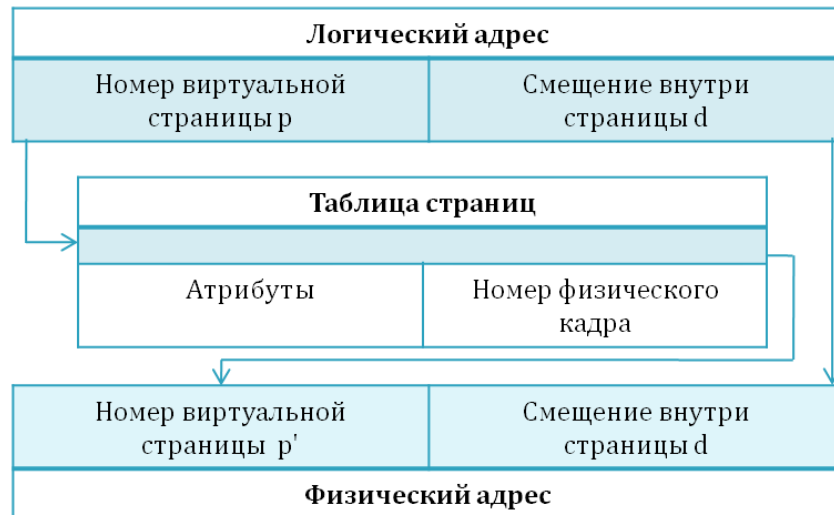 Логический адрес
Номер виртуальной
страницы p
Смещение внутри
страницы d
Таблица страниц
Атрибуты
Номер физического
кадра
Номер виртуальной
страницы p'
Смещение внутри
страницы d
Физический адрес